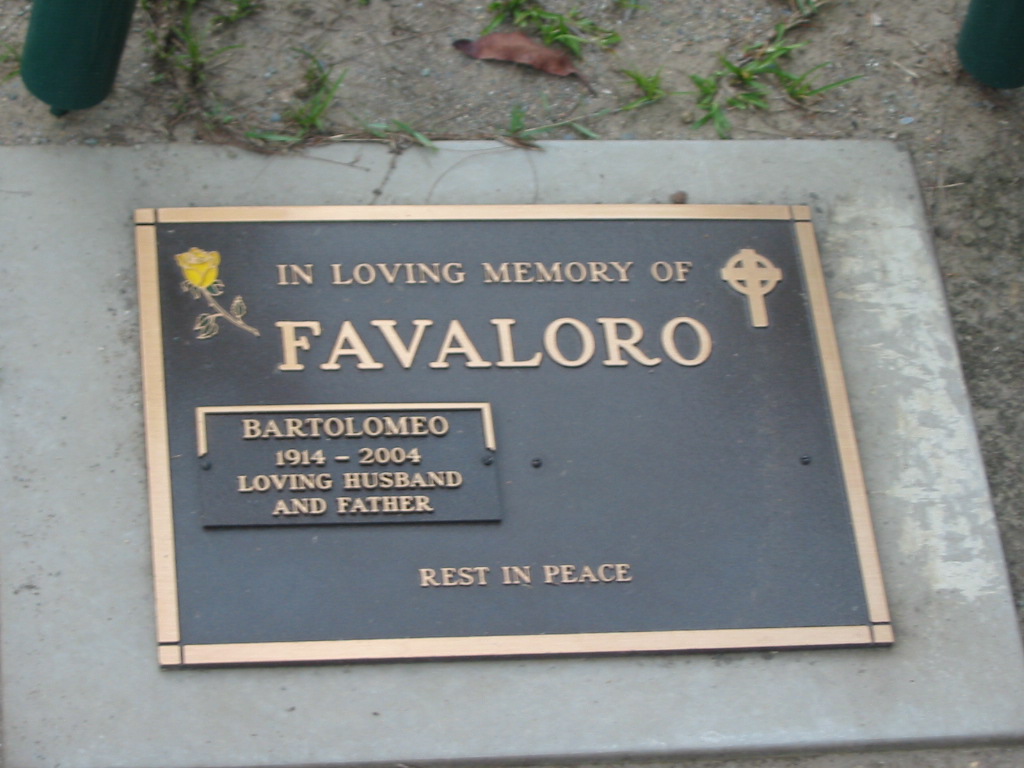 IN LOVING MEMORY OF
FAVALORO
BARTOLOMEO
1914 – 2004
LOVING HUSBAND
AND FATHER
REST IN PEACE